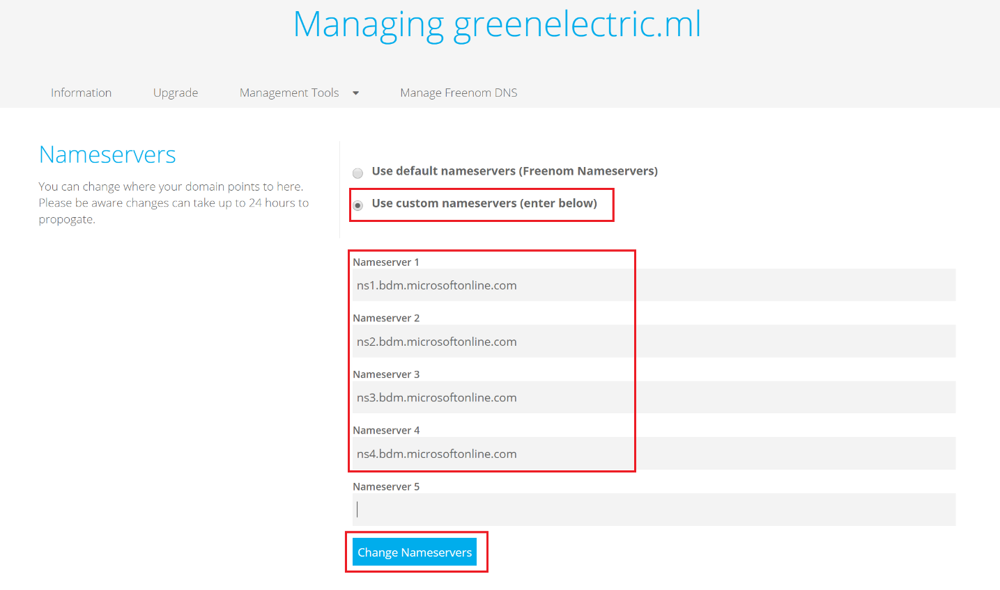 Managing greenelectric.ml
Information
Upgrade
Management Tools
Manage Freenom DNS
Nameservers
You can change where your domain points to here.
Please be aware changes can take up to 24 hours to
propogate.
Use default nameservers (Freenom Nameservers)
Use custom nameservers (enter below)
Nameserver 1
ns1.bdm.microsoftonline.com
Nameserver 2
ns2.bdm.microsoftonline.com
Nameserver 3
ns3.bdm.microsoftonline.com
Nameserver 4
ns4.bdm.microsoftonline.com
Nameserver 5
Change Nameservers